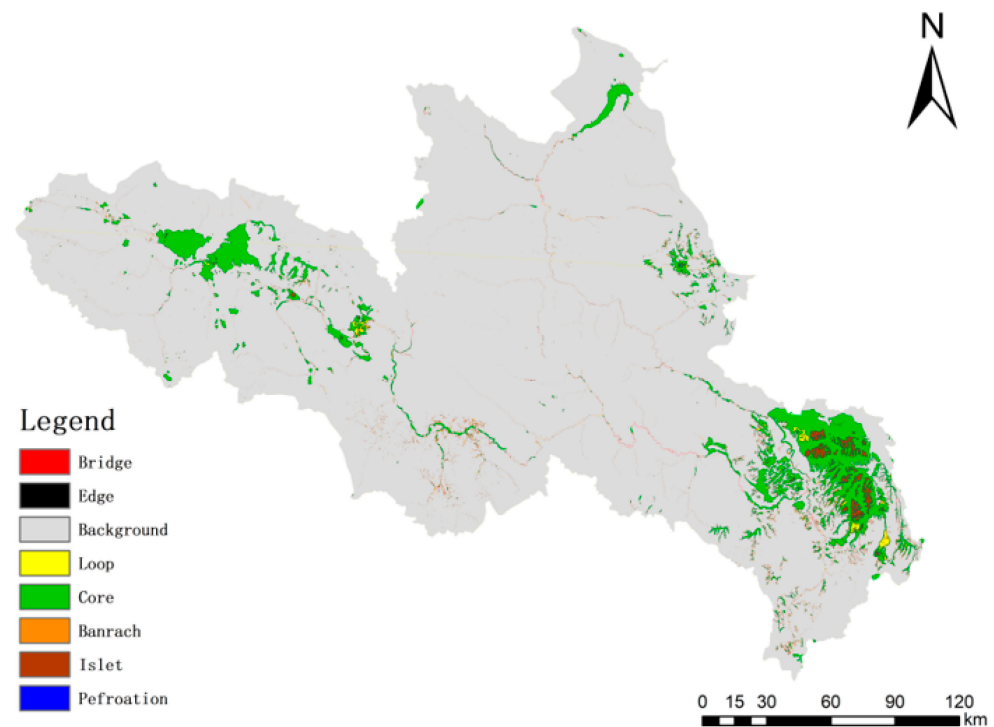 N
Legend
Bridge
Edge
Background
Loop
Core
Banrach
Islet
Pefroation
0 15 30 60 90 120
km